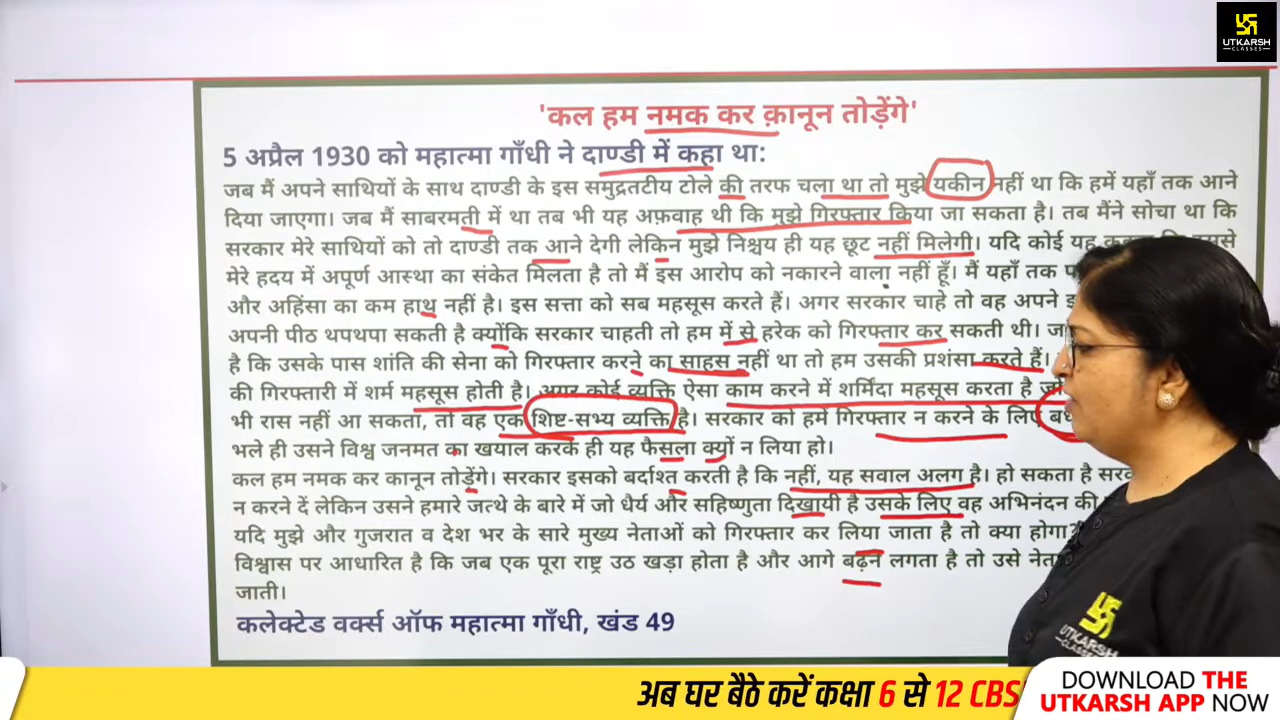 UTKARSH
CLASSES
'कल हम नमक कर क़ानून तोड़ेंगे'
5 अप्रैल 1930 को महात्मा गाँधी ने दाण्डी में कहा था:
जब मैं अपने साथियों के साथ दाण्डी के इस समुद्रतटीय टोले की तरफ चला था तो मुझे यकीन नहीं था कि हमें यहाँ तक आने
दिया जाएगा। जब मैं साबरमती में था तब भी यह अफ़वाह थी कि मुझे गिरफ्तार किया जा सकता है। तब मैंने सोचा था कि
सरकार मेरे साथियों को तो दाण्डी तक आने देगी लेकिन मुझे निश्चय ही यह छूट नहीं मिलेगी। यदि कोई यह
मेरे हृदय में अपूर्ण आस्था का संकेत मिलता है तो मैं इस आरोप को नकारने वाला नहीं हूँ। मैं यहाँ तक
और अहिंसा का कम हाथ नहीं है। इस सत्ता को सब महसूस करते हैं। अगर सरकार चाहे तो वह अपने
अपनी पीठ थपथपा सकती है क्योंकि सरकार चाहती तो हम में से हरेक को गिरफ्तार कर सकती थी।
है कि उसके पास शांति की सेना को गिरफ्तार करने का साहस नहीं था तो हम उसकी प्रशंसा करते हैं।
की गिरफ्तारी में शर्म महसूस होती है। अगर कोई व्यक्ति ऐसा काम करने में शर्मिंदा महसूस करता है
भी रास नहीं आ सकता, तो वह एक शिष्ट-सभ्य व्यक्ति है। सरकार को हमें गिरफ्तार न करने के लिए
भले ही उसने विश्व जनमत का खयाल करके ही यह फैसला क्यों न लिया हो।
कल हम नमक कर कानून तोड़ेंगे। सरकार इसको बर्दाश्त करती है कि नहीं, यह सवाल अलग है। हो सकता है
न करने दें लेकिन उसने हमारे जत्थे के बारे में जो धैर्य और सहिष्णुता दिखायी है उसके लिए वह अभिनंदन की
यदि मुझे और गुजरात व देश भर के सारे मुख्य नेताओं को गिरफ्तार कर लिया जाता है तो क्या होगा?
विश्वास पर आधारित है कि जब एक पूरा राष्ट्र उठ खड़ा होता है और आगे बढ़ने लगता है तो उसे
जाती।
कलेक्टेड वर्क्स ऑफ महात्मा गाँधी, खंड 49
UTKARSH
CLASSES
अब घर बैठे करें कक्षा 6 से 12 CBS
DOWNLOAD THE
UTKARSH APP NOW